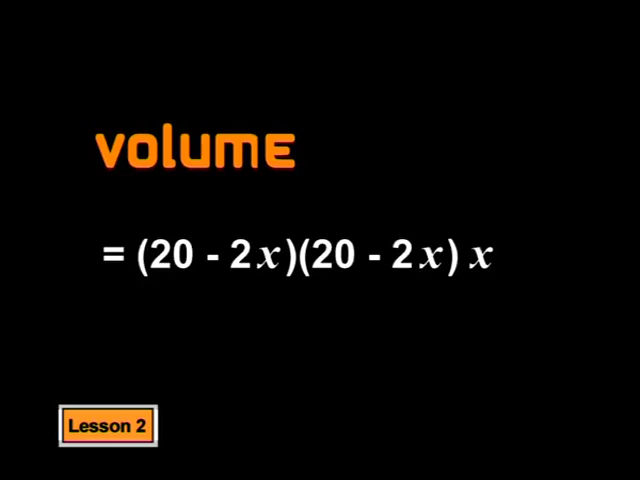 volume
= (20 - 2x)(20 - 2x) x
Lesson 2